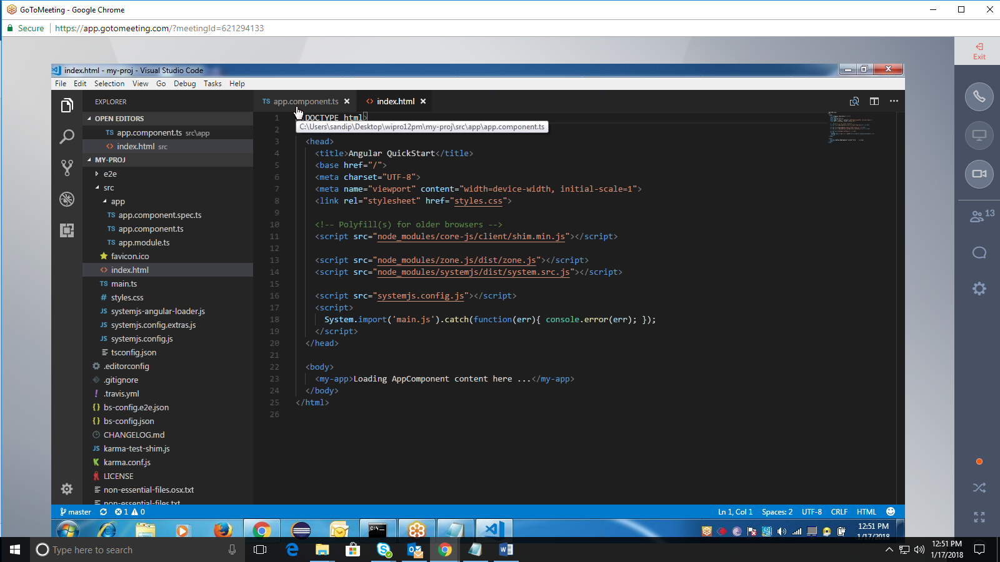 GoToMeeting - Google Chrome
Secure
https://app.gotomeeting.com/?meetingId=621294133
Exit
index.html - my-proj - Visual Studio Code
File Edit Selection View Go Debug Tasks Help
EXPLORER
TS app.component.ts
<> index.html
OPEN EDITORS
TS app.component.ts src\app
<> index.html src
MY-PROJ
e2e
src
app
TS app.component.spec.ts
TS app.component.ts
TS app.module.ts
favicon.ico
<> index.html
TS main.ts
# styles.css
JS systemjs-angular-loader.js
JS systemjs.config.extras.js
JS systemjs.config.js
tsconfig.json
.editorconfig
.gitignore
! .travis.yml
{} bs-config.e2e.json
{} bs-config.json
CHANGELOG.md
JS karma-test-shim.js
K karma.conf.js
LICENSE
non-essential-files.osx.txt
non-essential-files.txt
1 DOCTYPE html>
C:\Users\sandip\Desktop\wipro12pm\my-proj\src\app\app.component.ts
2
3 <head>
4 <title>Angular QuickStart</title>
5 <base href="/">
6 <meta charset="UTF-8">
7 <meta name="viewport" content="width=device-width, initial-scale=1">
8 <link rel="stylesheet" href="styles.css">
9
10 <!-- Polyfill(s) for older browsers -->
11 <script src="node_modules/core-js/client/shim.min.js"></script>
12
13 <script src="node_modules/zone.js/dist/zone.js"></script>
14 <script src="node_modules/systemjs/dist/system.src.js"></script>
15
16 <script src="systemjs.config.js"></script>
17 <script>
18 System.import('main.js').catch(function(err){ console.error(err); });
19 </script>
20 </head>
21
22 <body>
23 <my-app>Loading AppComponent content here ...</my-app>
24 </body>
25 </html>
26
13
master 1 0
Ln 1, Col 1 Spaces: 2 UTF-8 CRLF HTML
12:51 PM
1/17/2018
Type here to search
12:51 PM
1/17/2018